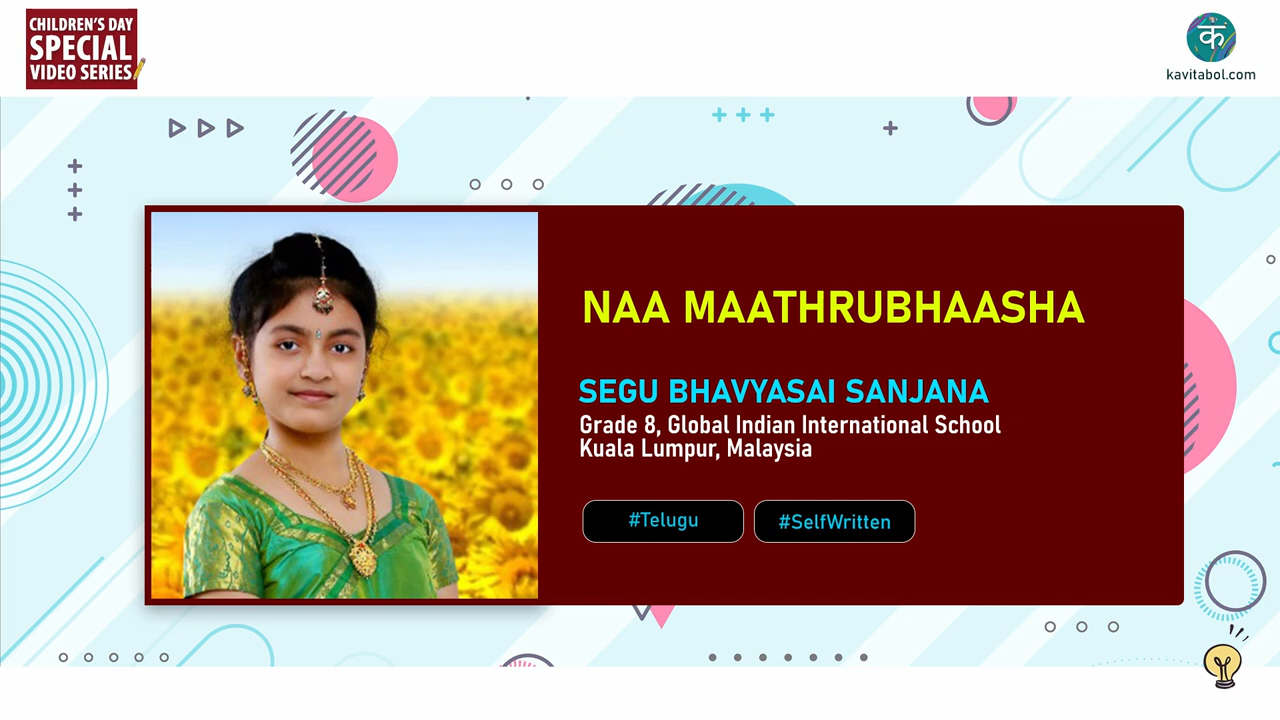 CHILDREN'S DAY
SPECIAL
VIDEO SERIES
क
kavitabol.com
NAA MAATHRUBHAASHA
SEGU BHAVYASAI SANJANA
Grade 8, Global Indian International School
Kuala Lumpur, Malaysia
#Telugu
#SelfWritten